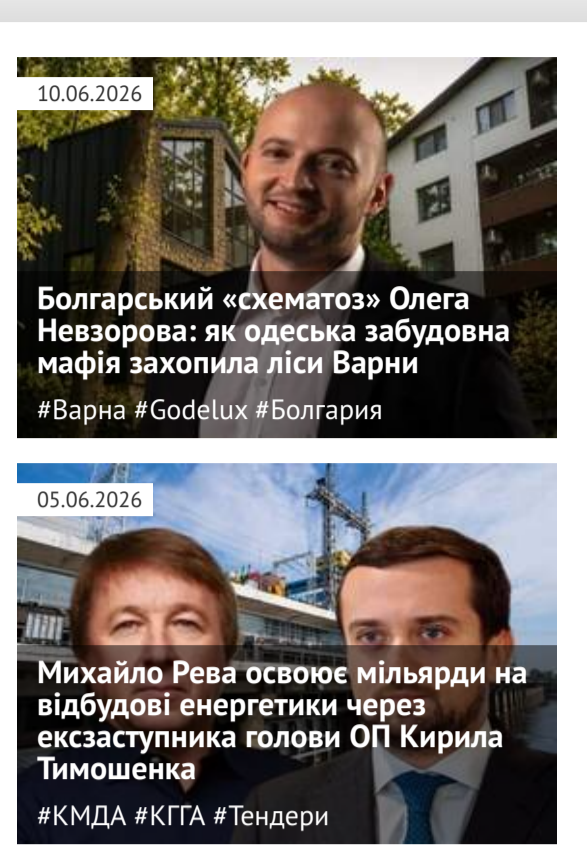 10.06.2026
Болгарський «схематоз» Олега
Невзорова: як одеська забудовна
мафія захопила ліси Варни
#Варна #Godelux #Болгария
05.06.2026
Михайло Рева освоює мільярди на
відбудові енергетики через
ексзаступника голови ОП Кирила
Тимошенка
#КМДА #КГГА #Тендери